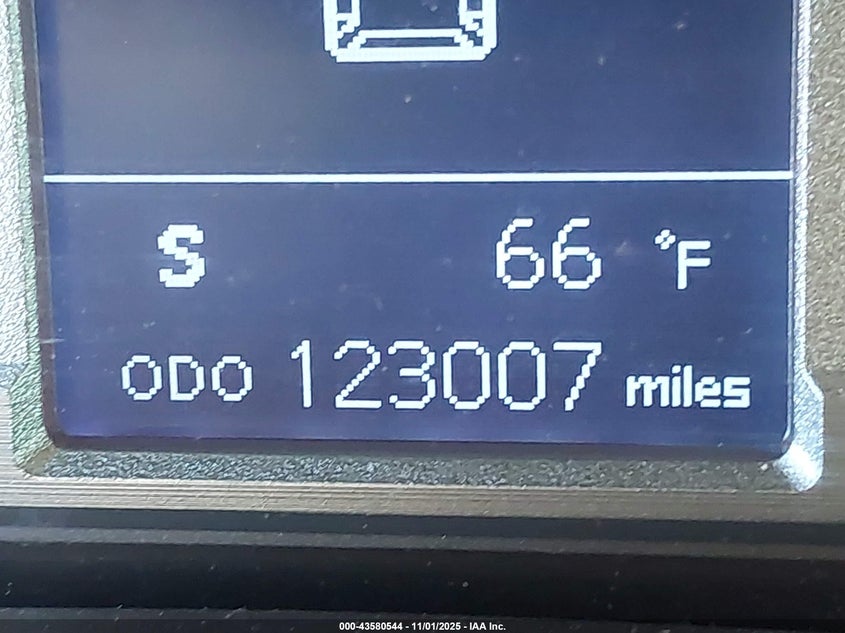 S 66 °F
ODO 123007 miles
000-43580544 - 11/01/2025 - IAA Inc.